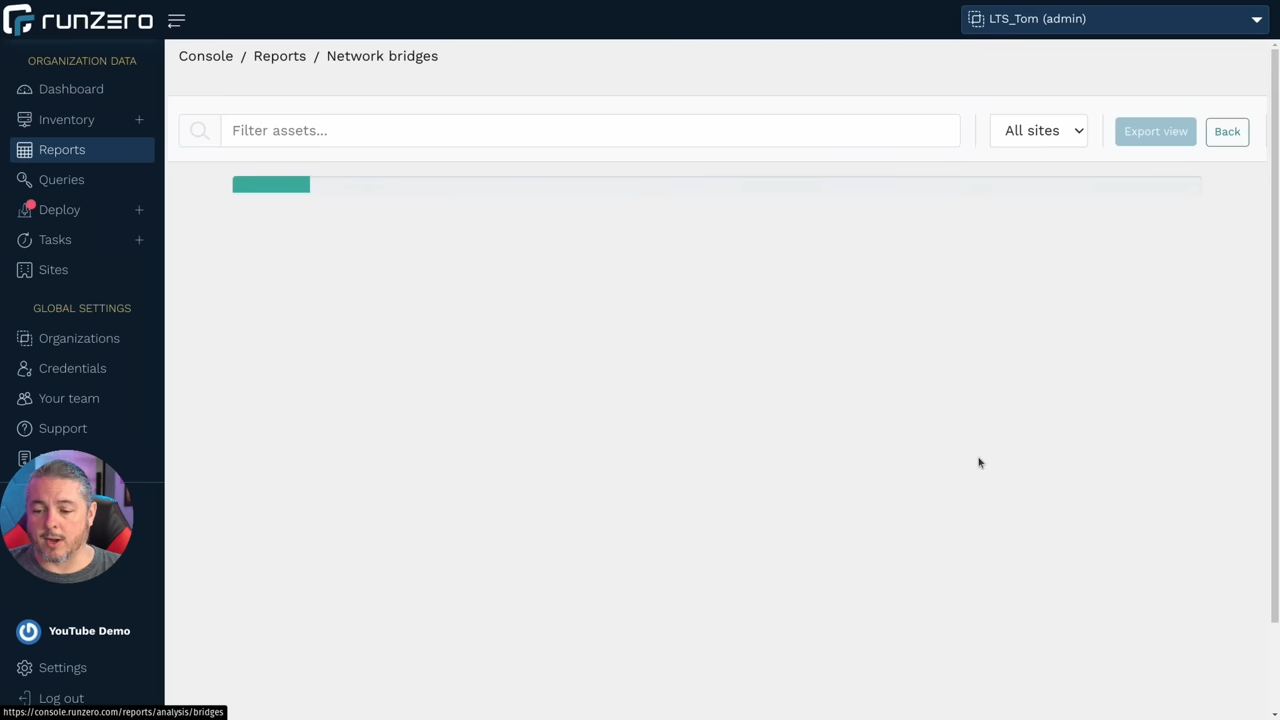 runZero
LTS_Tom (admin)
ORGANIZATION DATA
Dashboard
Inventory +
Reports
Queries
Deploy +
Tasks +
Sites
GLOBAL SETTINGS
Organizations
Credentials
Your team
Support
YouTube Demo
Settings
Log out
https://console.runzero.com/reports/analysis/bridges
Console / Reports / Network bridges
Filter assets...
All sites
Export view
Back